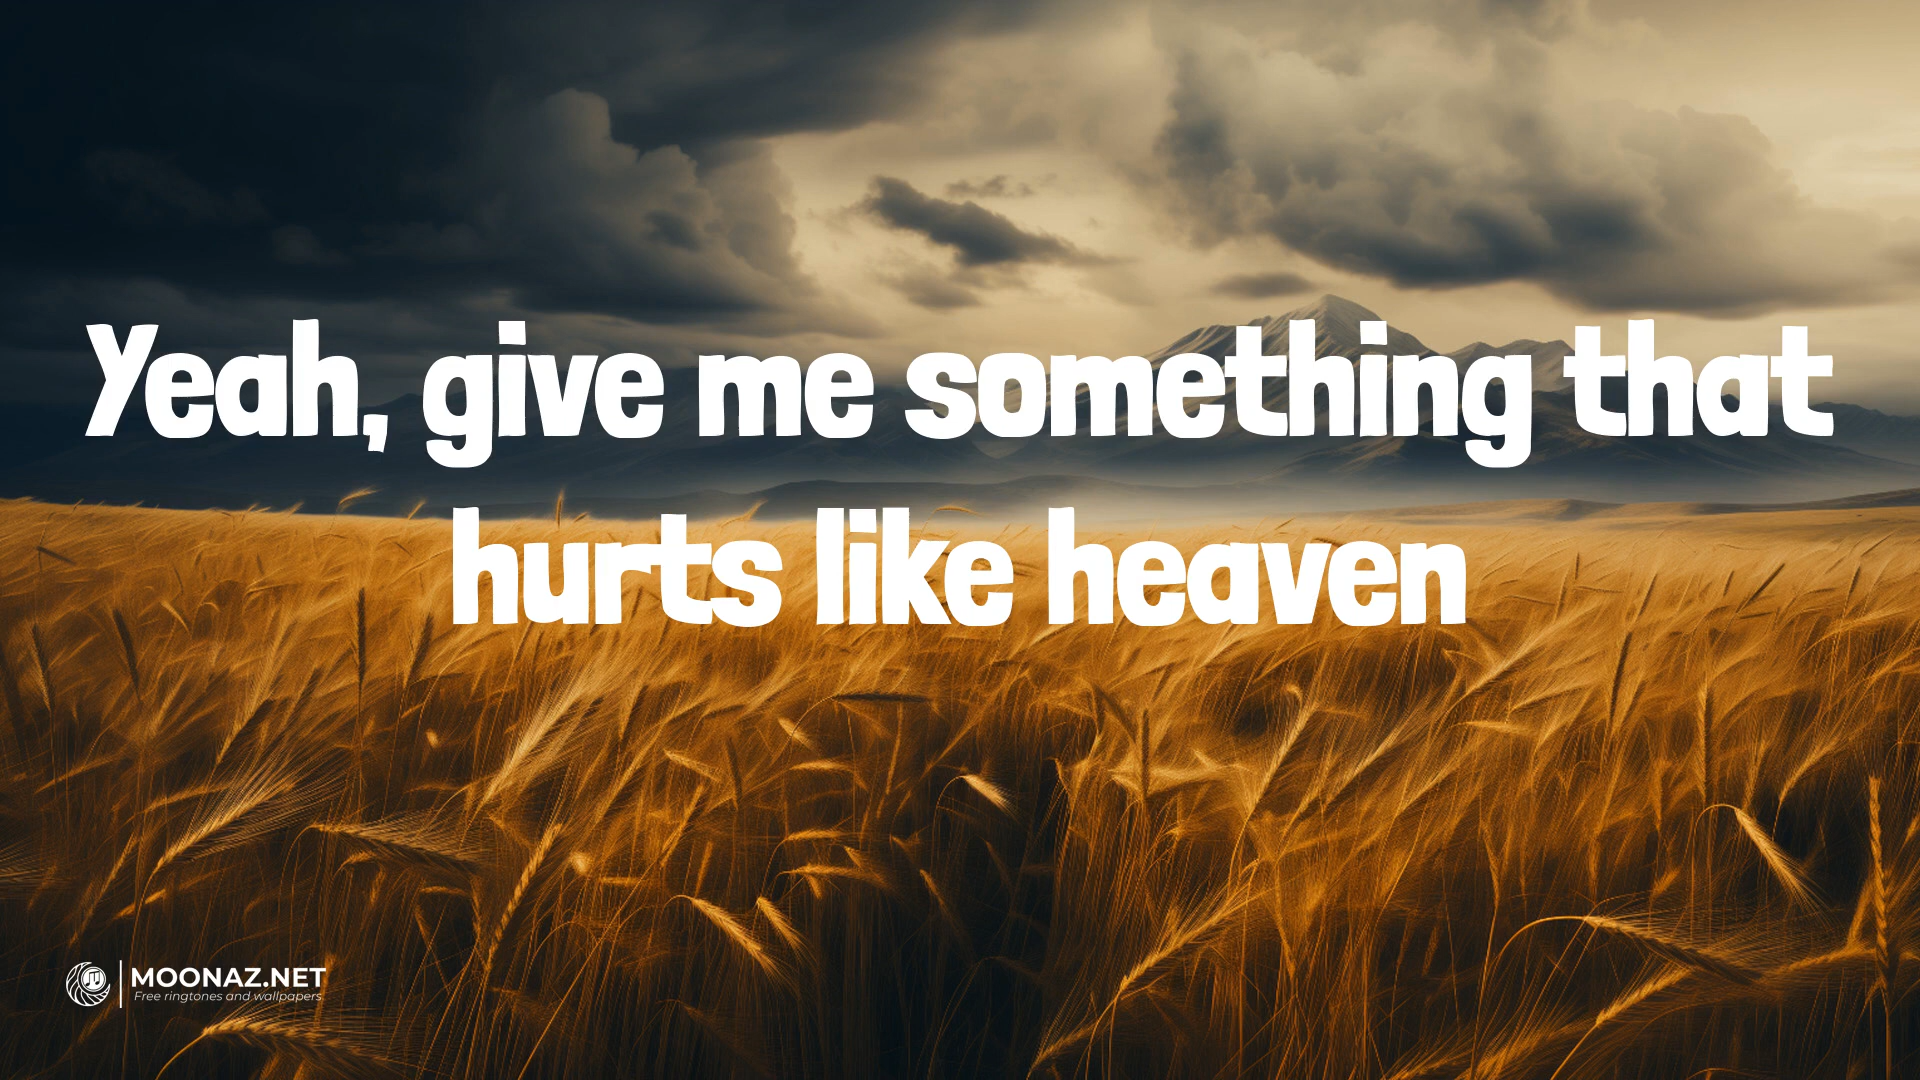 Yeah, give me something that
hurts like heaven
MOONAZ.NET
Free ringtones and wallpapers